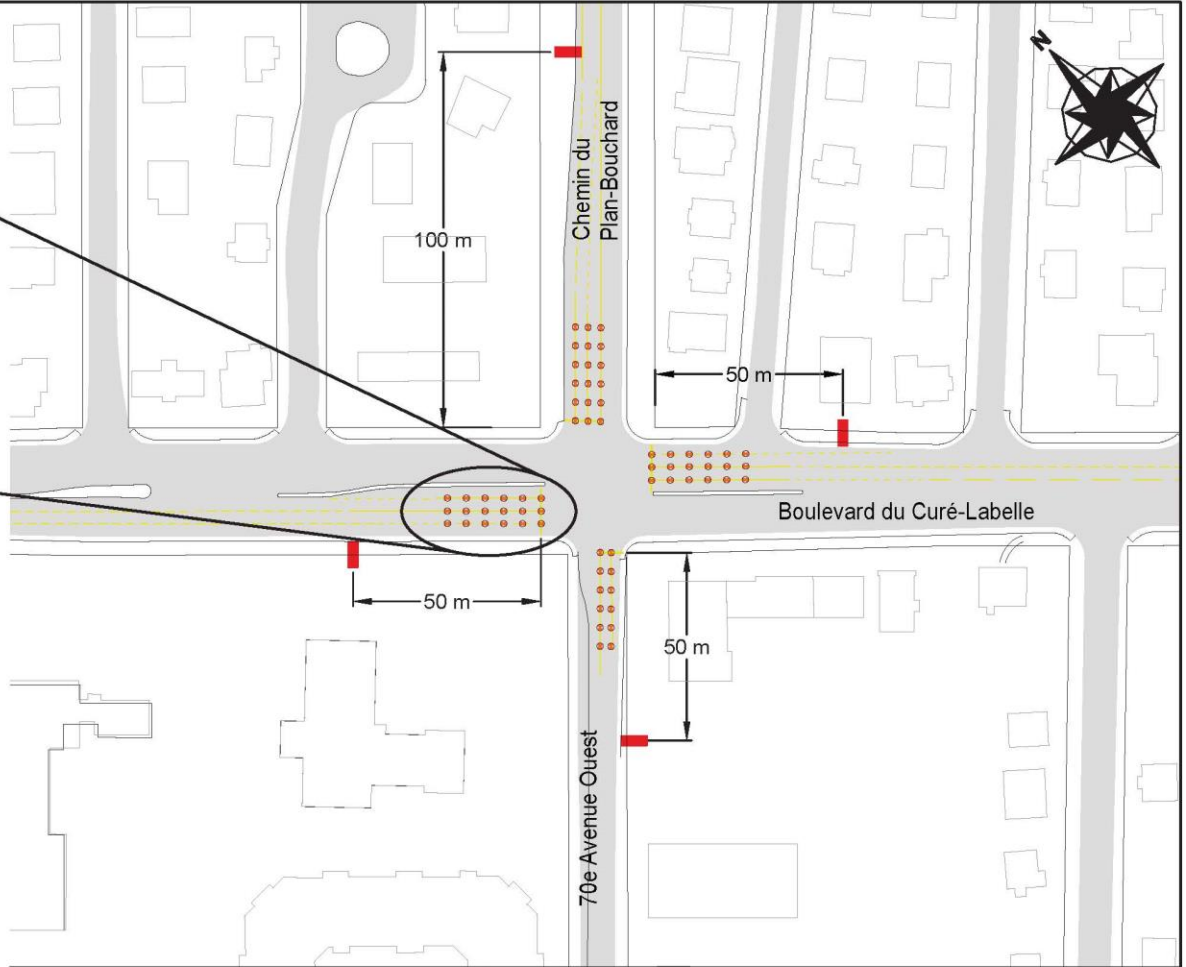 N
Chemin du
Plan-Bouchard
100 m
50 m
Boulevard du Curé-Labelle
50 m
50 m
70e Avenue Ouest